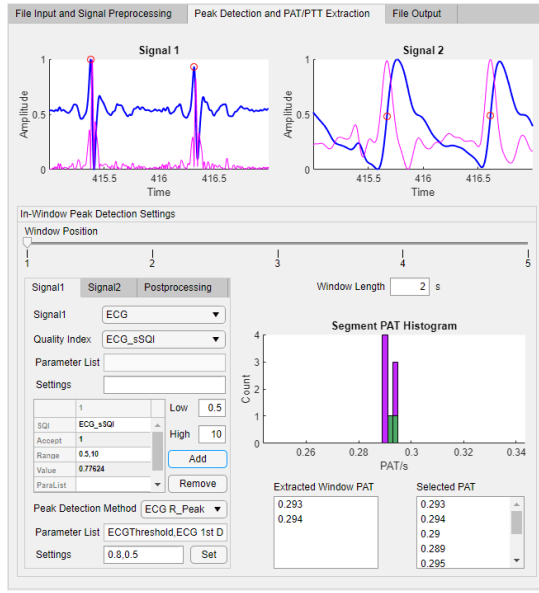 File Input and Signal Preprocessing Peak Detection and PAT/PTT Extraction File Output
Signal 1
Amplitude
1
0.5
0
415.5 416 416.5
Time
Signal 2
Amplitude
1
0.5
0
415.5 416 416.5
Time
In-Window Peak Detection Settings
Window Position
1 2 3 4 5
Signal1 Signal2 Postprocessing
Signal1 ECG
Quality Index ECG_sSQI
Parameter List
Settings
1
SQI ECG_sSQI
Accept 1
Range 0.5,10
Value 0.77624
ParaList
Low 0.5
High 10
Add
Remove
Peak Detection Method ECG R_Peak
Parameter List ECGThreshold,ECG 1st D
Settings 0.8,0.5 Set
Window Length 2 s
Segment PAT Histogram
Count
4
3
2
1
0
0.26 0.28 0.3 0.32 0.34
PAT/s
Extracted Window PAT
0.293
0.294
Selected PAT
0.293
0.294
0.29
0.289
0.295